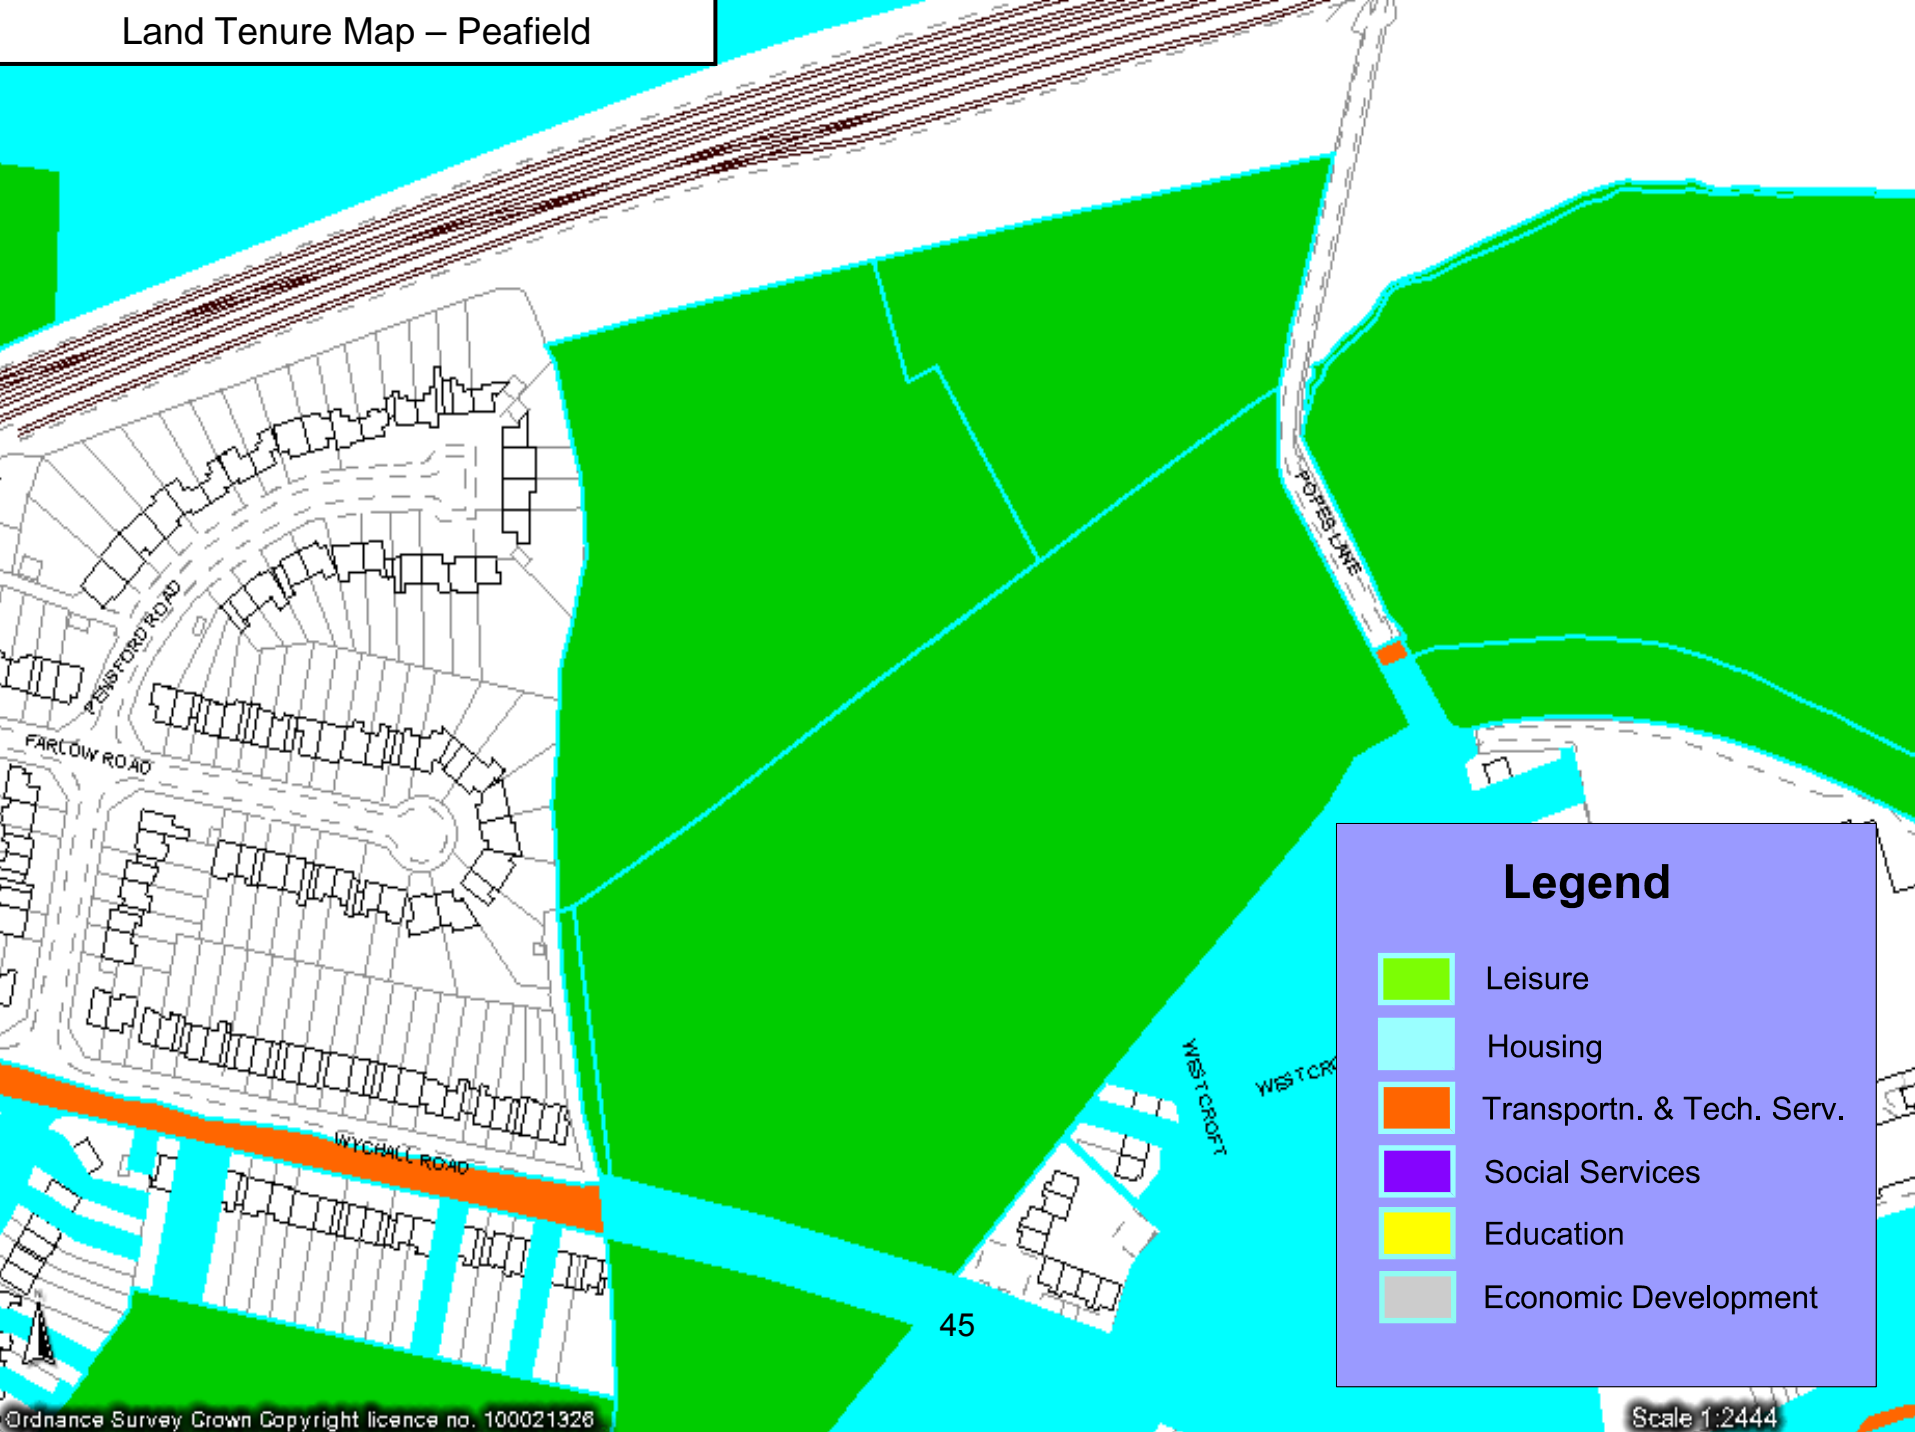 Land Tenure Map – Peafield
POPES LANE
PENSFORD ROAD
FARLOW ROAD
Legend
Leisure
Housing
WESTCROFT
Transportn. & Tech. Serv.
WYCHALL ROAD
Social Services
Education
Economic Development
45
Ordnance Survey Crown Copyright licence no. 100021326
Scale 1:2444